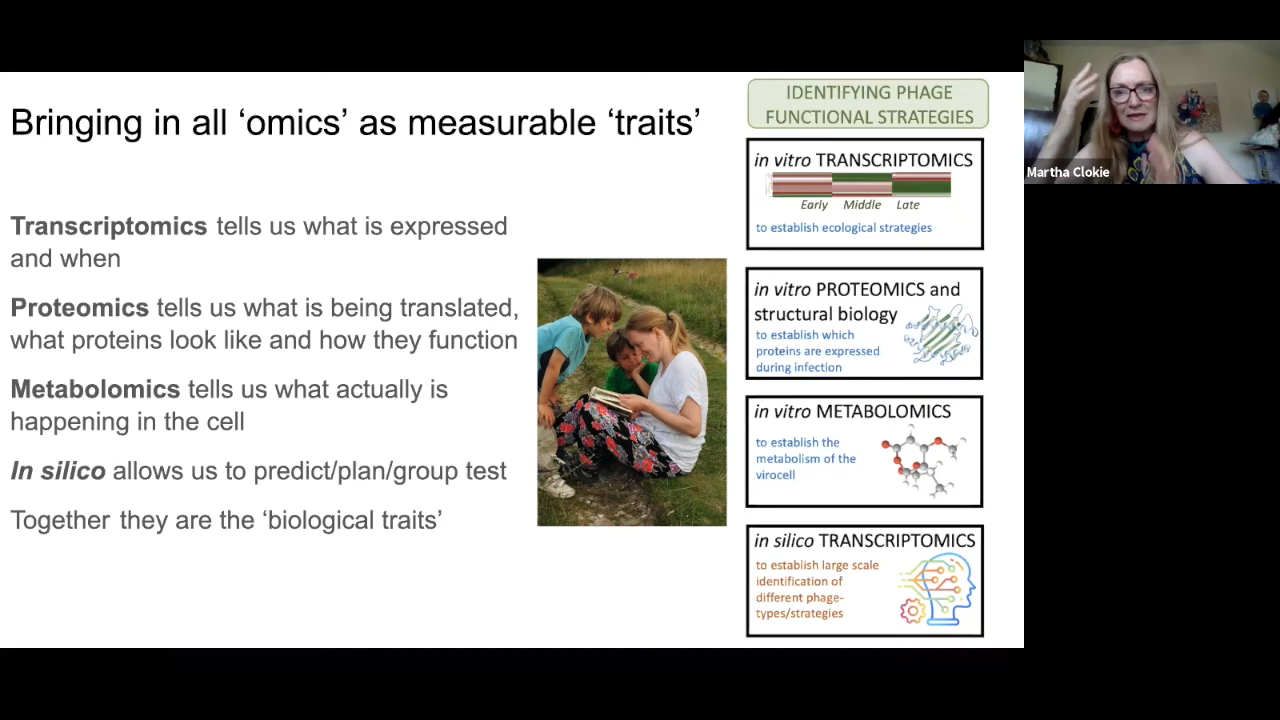 Bringing in all ‘omics’ as measurable ‘traits’
Transcriptomics tells us what is expressed
and when
Proteomics tells us what is being translated,
what proteins look like and how they function
Metabolomics tells us what actually is
happening in the cell
In silico allows us to predict/plan/group test
Together they are the ‘biological traits’
IDENTIFYING PHAGE
FUNCTIONAL STRATEGIES
in vitro TRANSCRIPTOMICS
Early Middle Late
to establish ecological strategies
in vitro PROTEOMICS and
structural biology
to establish which
proteins are expressed
during infection
in vitro METABOLOMICS
to establish the
metabolism of the
virocell
in silico TRANSCRIPTOMICS
to establish large scale
identification of
different phage-
types/strategies
Martha Clokie